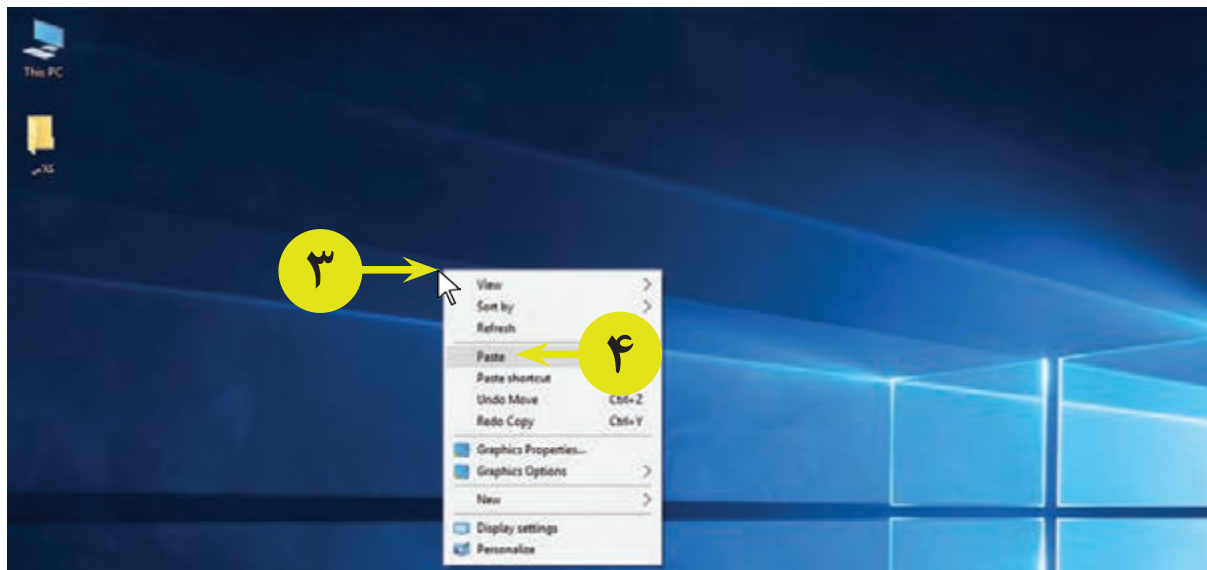 This PC
کلاس
۳
View
Sort by
Refresh
Paste
۴
Paste shortcut
Undo Move Ctrl+Z
Redo Copy Ctrl+Y
Graphics Properties...
Graphics Options
New
Display settings
Personalize